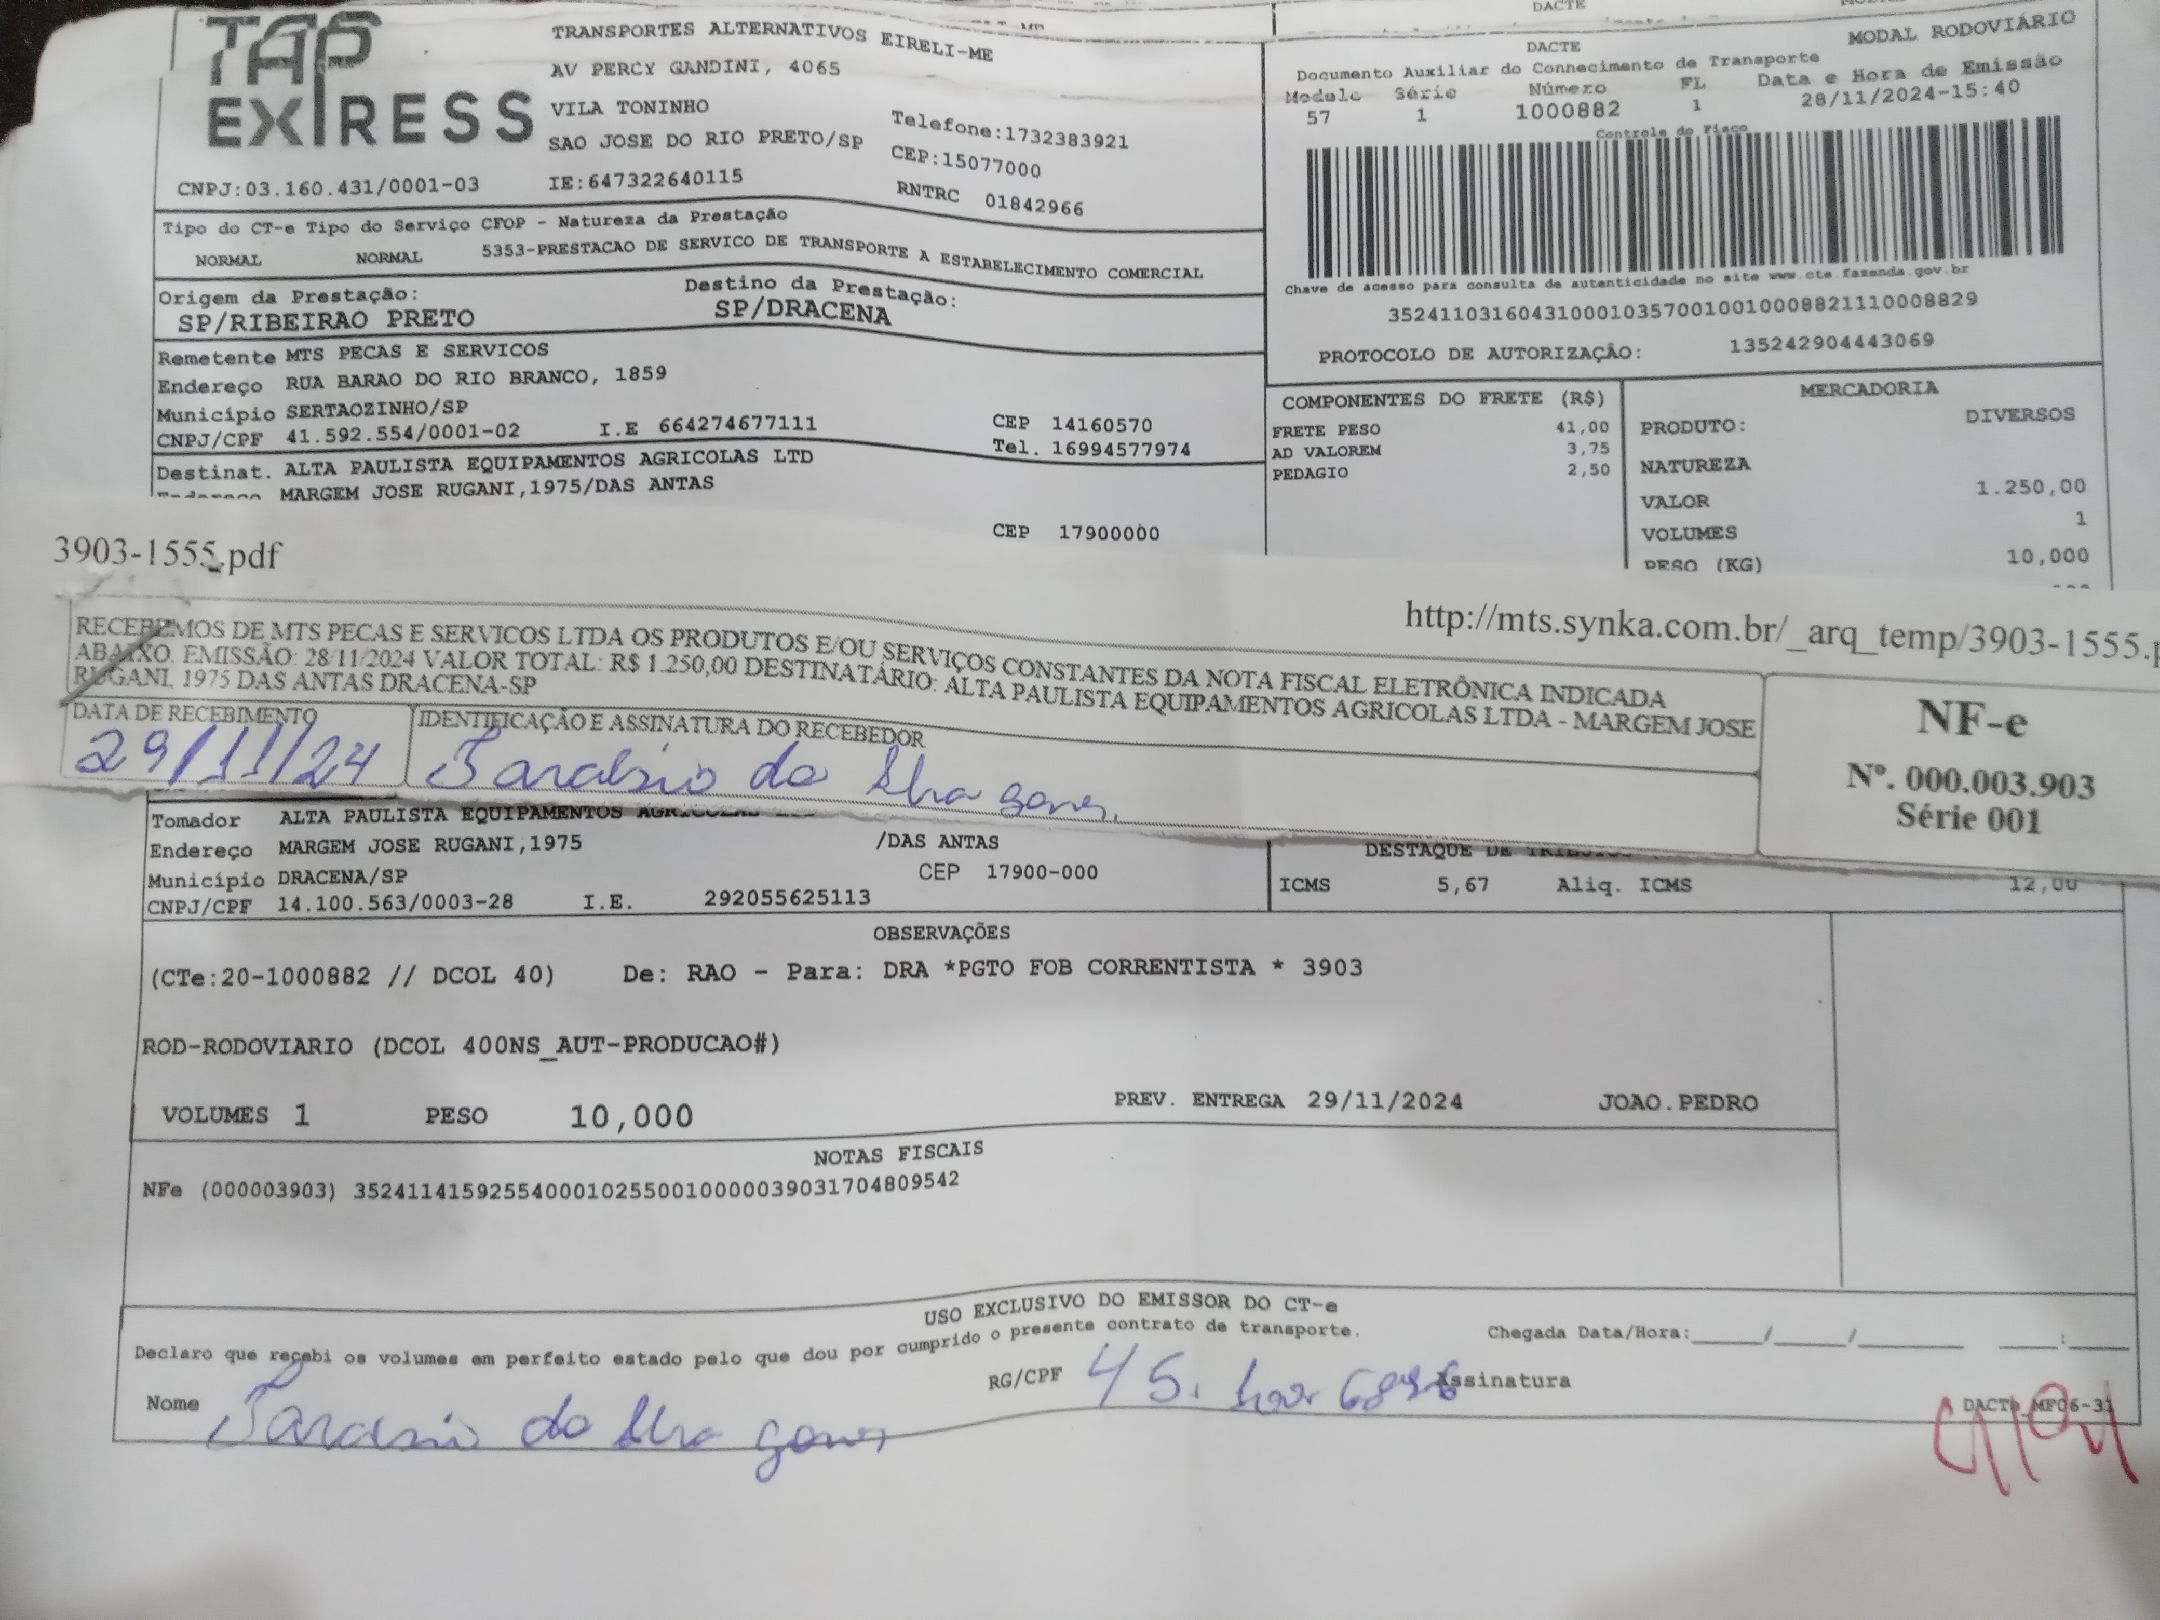 TAP EXPRESS
TRANSPORTES ALTERNATIVOS EIRELI-ME
AV PERCY GANDINI, 4065
VILA TONINHO
SAO JOSE DO RIO PRETO/SP
Telefone:1732383921
CEP:15077000
CNPJ:03.160.431/0001-03 IE:647322640115 RNTRC 01842966
DACTE
DACTE
MODAL RODOVIÁRIO
Documento Auxiliar do Connecimento de Transporte
Modelo Série Número FL Data e Hora de Emissão
57 1 1000882 1 28/11/2024-15:40
Controle do Fisco
Chave de acesso para consulta de autenticidade no site www.cte.fazenda.gov.br
35241103160431000103570010010008821110008829
PROTOCOLO DE AUTORIZAÇÃO: 135242904443069
Tipo do CT-e Tipo do Serviço CFOP - Natureza da Prestação
NORMAL NORMAL 5353-PRESTACAO DE SERVICO DE TRANSPORTE A ESTABELECIMENTO COMERCIAL
Origem da Prestação: Destino da Prestação:
SP/RIBEIRAO PRETO SP/DRACENA
Remetente MTS PECAS E SERVICOS
Endereço RUA BARAO DO RIO BRANCO, 1859
Município SERTAOZINHO/SP CEP 14160570
CNPJ/CPF 41.592.554/0001-02 I.E 664274677111 Tel. 16994577974
Destinat. ALTA PAULISTA EQUIPAMENTOS AGRICOLAS LTD
MARGEM JOSE RUGANI,1975/DAS ANTAS
CEP 17900000
COMPONENTES DO FRETE (R$)
FRETE PESO 41,00
AD VALOREM 3,75
PEDAGIO 2,50
MERCADORIA
PRODUTO: DIVERSOS
NATUREZA
VALOR 1.250,00
VOLUMES 1
PESO (KG) 10,000
3903-1555.pdf
http://mts.synka.com.br/_arq_temp/3903-1555.p
RECEBEMOS DE MTS PECAS E SERVICOS LTDA OS PRODUTOS E/OU SERVIÇOS CONSTANTES DA NOTA FISCAL ELETRÔNICA INDICADA
ABAIXO. EMISSÃO: 28/11/2024 VALOR TOTAL: R$ 1.250,00 DESTINATÁRIO: ALTA PAULISTA EQUIPAMENTOS AGRICOLAS LTDA - MARGEM JOSE
RUGANI, 1975 DAS ANTAS DRACENA-SP
DATA DE RECEBIMENTO IDENTIFICAÇÃO E ASSINATURA DO RECEBEDOR
29/11/24
NF-e
Nº. 000.003.903
Série 001
Tomador ALTA PAULISTA EQUIPAMENTOS
Endereço MARGEM JOSE RUGANI,1975 /DAS ANTAS
Município DRACENA/SP CEP 17900-000
CNPJ/CPF 14.100.563/0003-28 I.E. 292055625113
DESTAQUE DE
ICMS 5,67 Aliq. ICMS 12,00
OBSERVAÇÕES
(CTe:20-1000882 // DCOL 40) De: RAO - Para: DRA *PGTO FOB CORRENTISTA * 3903
ROD-RODOVIARIO (DCOL 400NS_AUT-PRODUCAO#)
VOLUMES 1 PESO 10,000 PREV. ENTREGA 29/11/2024 JOAO.PEDRO
NOTAS FISCAIS
NFe (000003903) 35241141592554000102550010000039031704809542
USO EXCLUSIVO DO EMISSOR DO CT-e
Declaro que recebi os volumes em perfeito estado pelo que dou por cumprido o presente contrato de transporte. Chegada Data/Hora:_____/_____/_______ ____:____
Nome RG/CPF 45. Assinatura